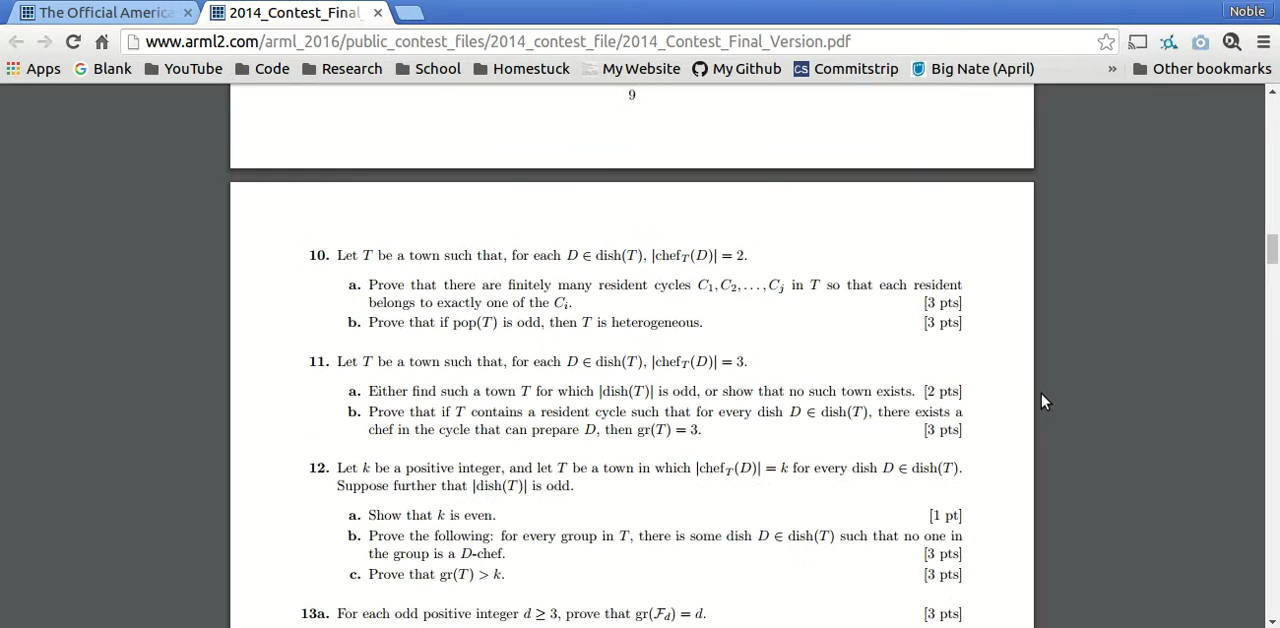 The Official America
2014_Contest_Final_
Noble
www.arml2.com/arml_2016/public_contest_files/2014_contest_file/2014_Contest_Final_Version.pdf
Apps Blank YouTube Code Research School Homestuck My Website My Github CS Commitstrip Big Nate (April) » Other bookmarks
9
10. Let T be a town such that, for each D ∈ dish(T), |chef_T(D)| = 2.
a. Prove that there are finitely many resident cycles C₁, C₂, . . . , C_j in T so that each resident
belongs to exactly one of the C_i. [3 pts]
b. Prove that if pop(T) is odd, then T is heterogeneous. [3 pts]
11. Let T be a town such that, for each D ∈ dish(T), |chef_T(D)| = 3.
a. Either find such a town T for which |dish(T)| is odd, or show that no such town exists. [2 pts]
b. Prove that if T contains a resident cycle such that for every dish D ∈ dish(T), there exists a
chef in the cycle that can prepare D, then gr(T) = 3. [3 pts]
12. Let k be a positive integer, and let T be a town in which |chef_T(D)| = k for every dish D ∈ dish(T).
Suppose further that |dish(T)| is odd.
a. Show that k is even. [1 pt]
b. Prove the following: for every group in T, there is some dish D ∈ dish(T) such that no one in
the group is a D-chef. [3 pts]
c. Prove that gr(T) > k. [3 pts]
13a. For each odd positive integer d ≥ 3, prove that gr(ℱ_d) = d. [3 pts]